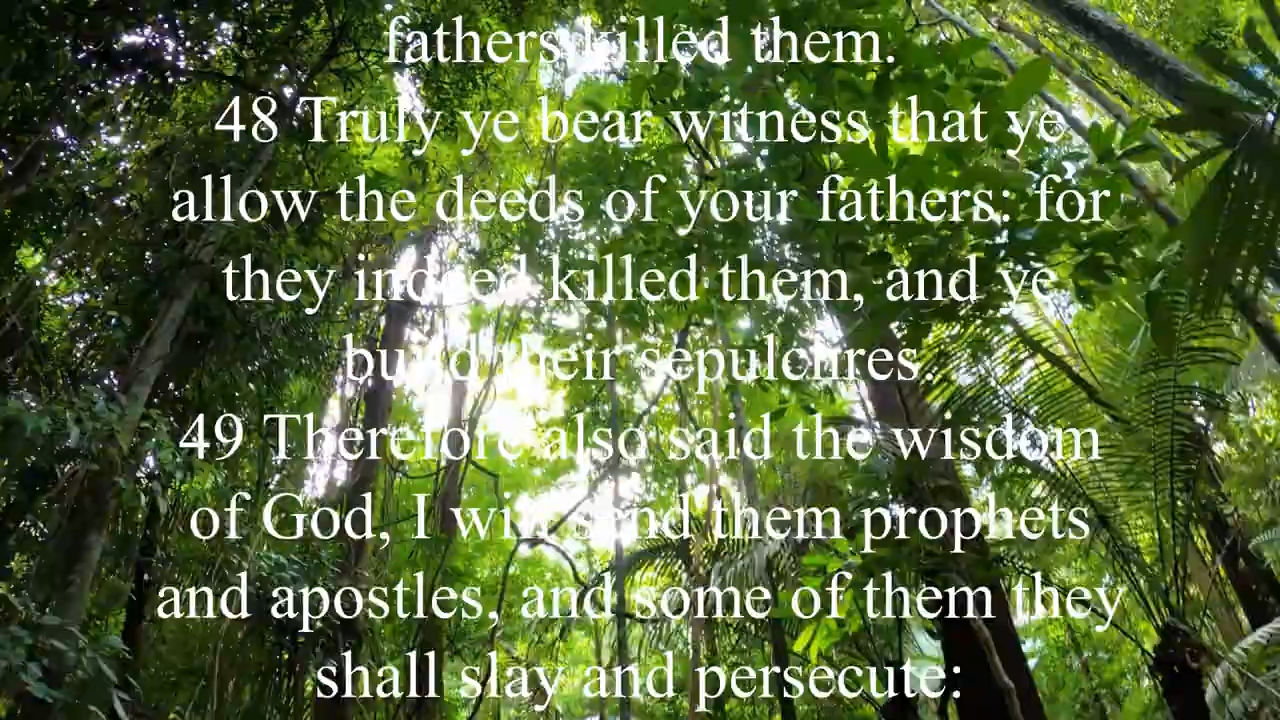 fathers killed them.
48 Truly ye bear witness that ye
allow the deeds of your fathers: for
they indeed killed them, and ye
build their sepulchres.
49 Therefore also said the wisdom
of God, I will send them prophets
and apostles, and some of them they
shall slay and persecute: